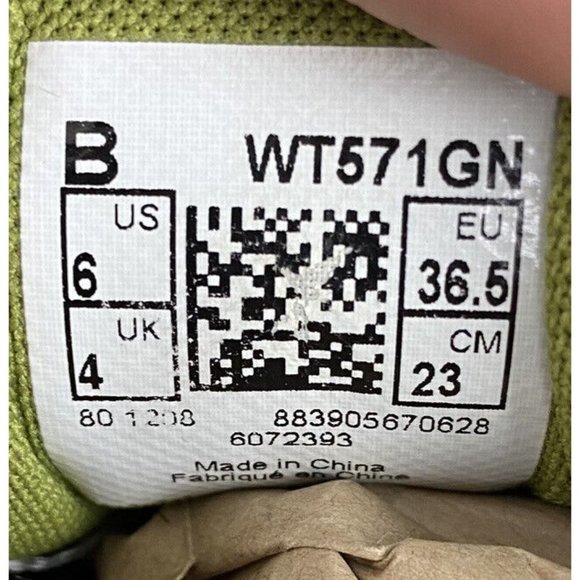 B WT571GN
US EU
6 36.5
UK CM
4 23
80 883905670628
6072393
Made in China
Fabriqué en Chine